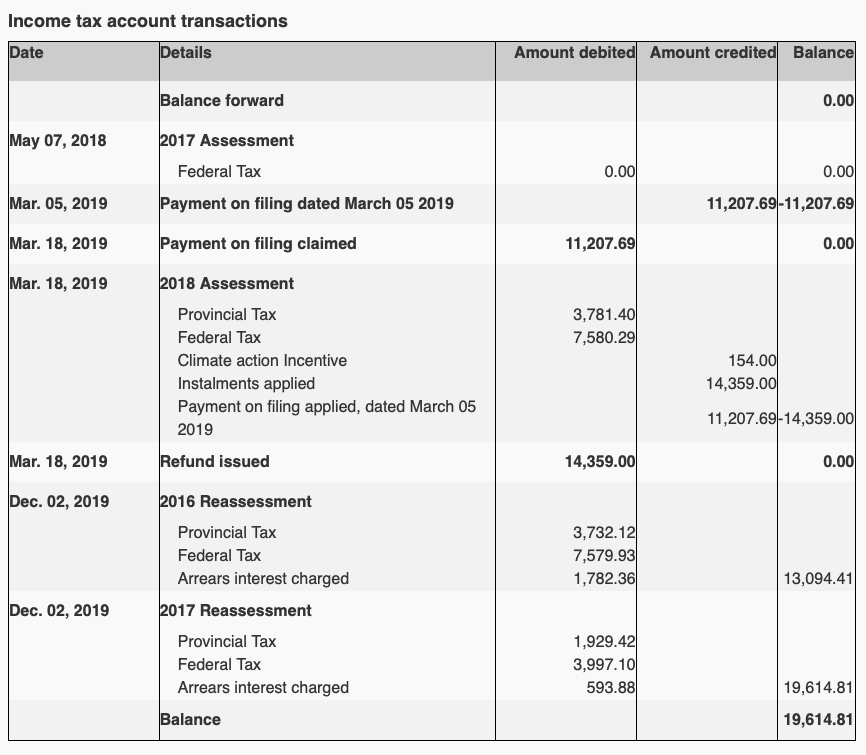 Income tax account transactions
Date Details Amount debited Amount credited Balance
Balance forward 0.00
May 07, 2018 2017 Assessment
Federal Tax 0.00 0.00
Mar. 05, 2019 Payment on filing dated March 05 2019 11,207.69 -11,207.69
Mar. 18, 2019 Payment on filing claimed 11,207.69 0.00
Mar. 18, 2019 2018 Assessment
Provincial Tax 3,781.40
Federal Tax 7,580.29
Climate action Incentive 154.00
Instalments applied 14,359.00
Payment on filing applied, dated March 05
2019 11,207.69 -14,359.00
Mar. 18, 2019 Refund issued 14,359.00 0.00
Dec. 02, 2019 2016 Reassessment
Provincial Tax 3,732.12
Federal Tax 7,579.93
Arrears interest charged 1,782.36 13,094.41
Dec. 02, 2019 2017 Reassessment
Provincial Tax 1,929.42
Federal Tax 3,997.10
Arrears interest charged 593.88 19,614.81
Balance 19,614.81